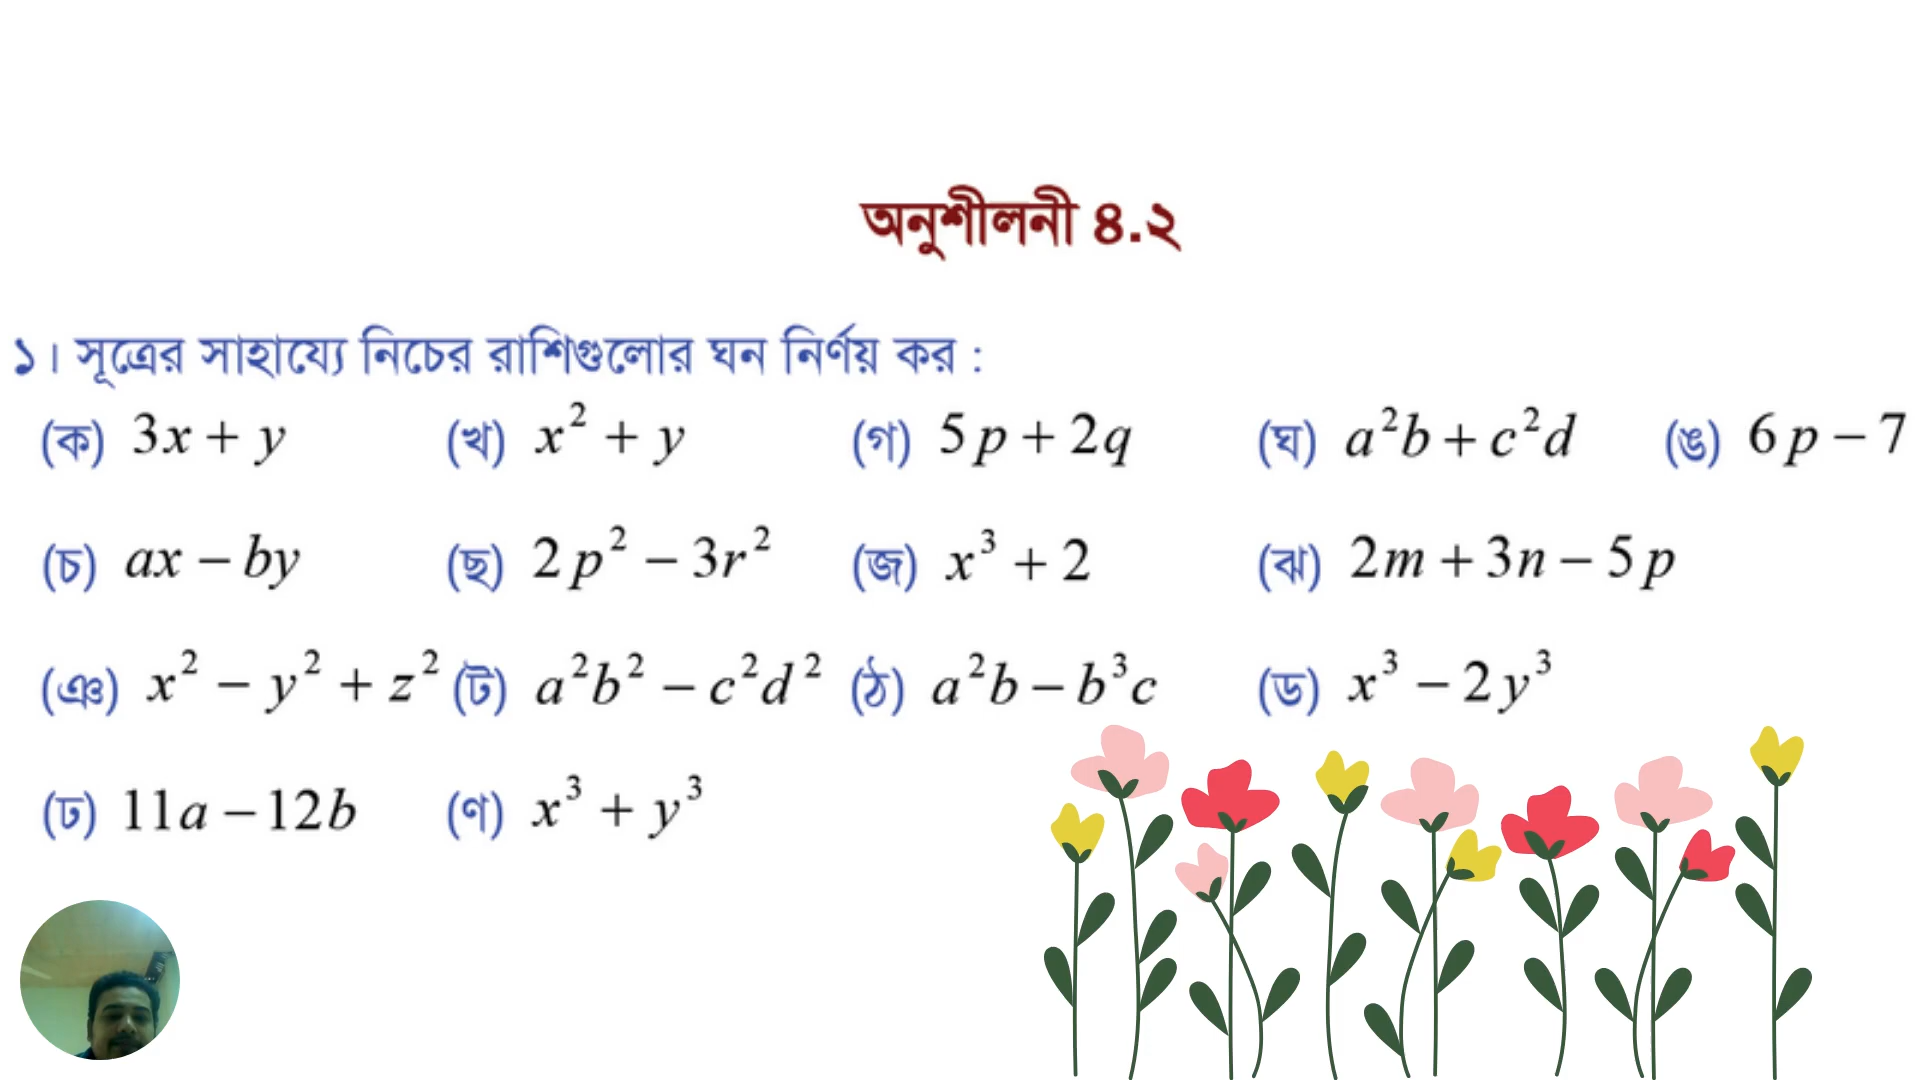 অনুশীলনী ৪.২
১। সূত্রের সাহায্যে নিচের রাশিগুলোর ঘন নির্ণয় কর :
(ক) 3x + y (খ) x² + y (গ) 5p + 2q (ঘ) a²b + c²d (ঙ) 6p – 7
(চ) ax – by (ছ) 2p² – 3r² (জ) x³ + 2 (ঝ) 2m + 3n – 5p
(ঞ) x² – y² + z² (ট) a²b² – c²d² (ঠ) a²b – b³c (ড) x³ – 2y³
(ঢ) 11a – 12b (ণ) x³ + y³